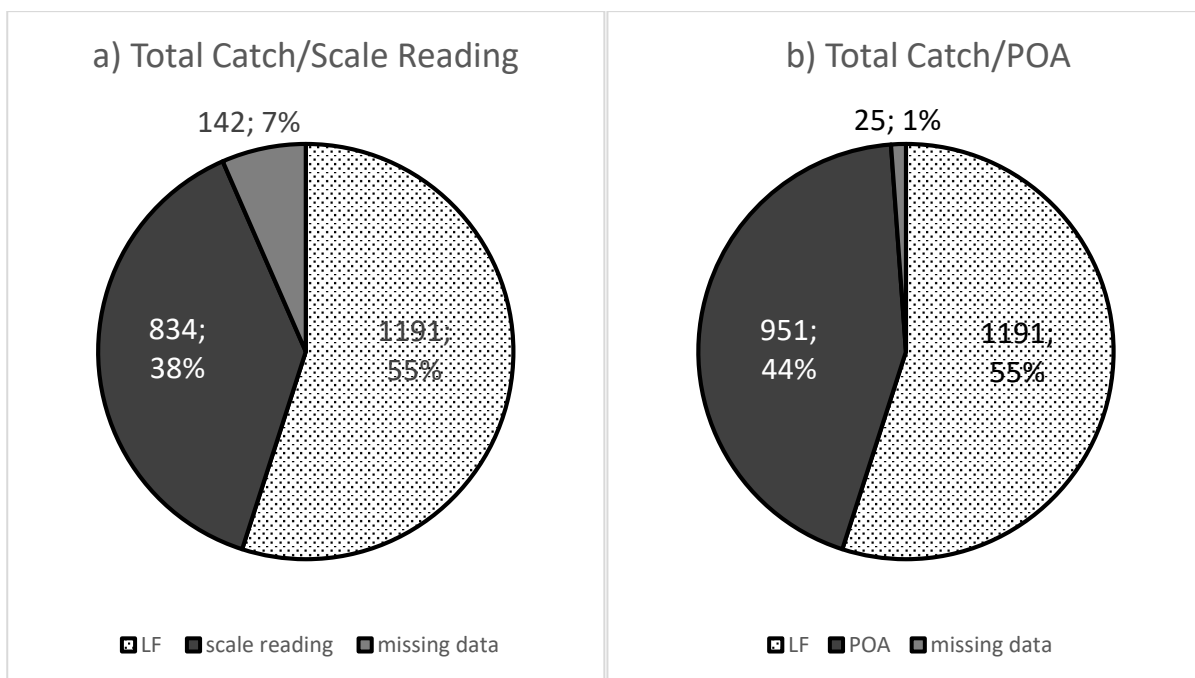 a) Total Catch/Scale Reading
142; 7%
834;
38%
1191;
55%
LF scale reading missing data
b) Total Catch/POA
25; 1%
951;
44%
1191;
55%
LF POA missing data